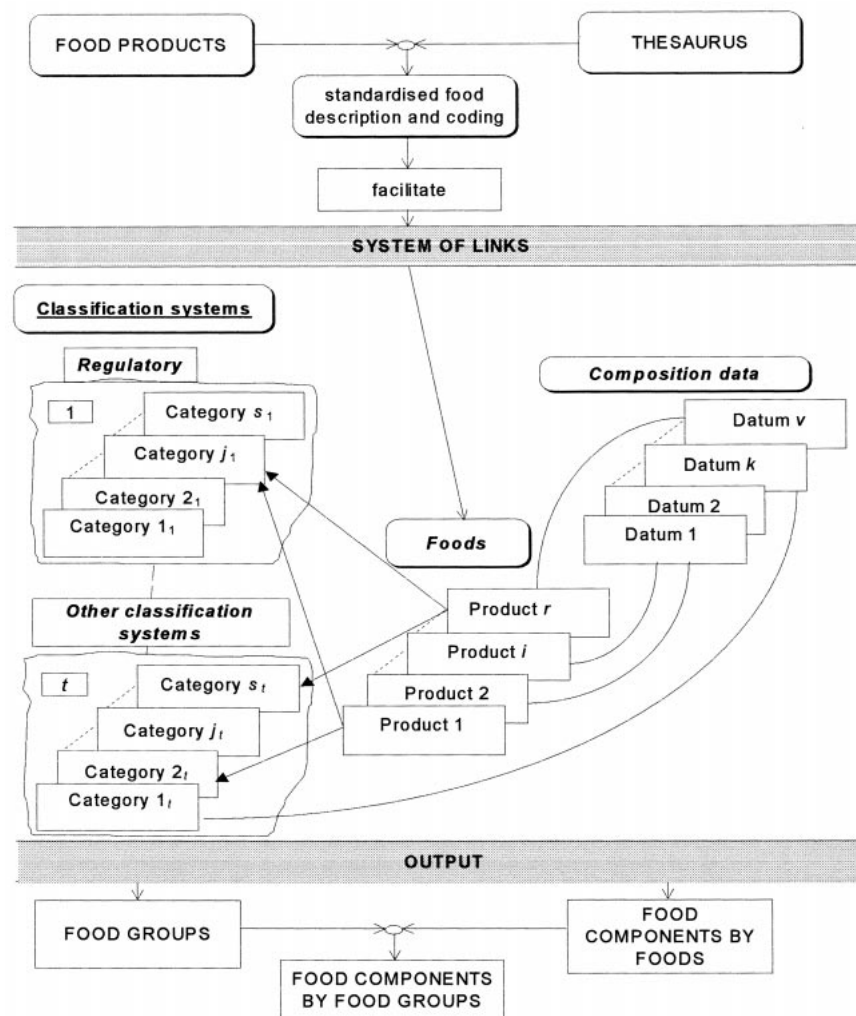 FOOD PRODUCTS
THESAURUS
standardised food
description and coding
facilitate
SYSTEM OF LINKS
Classification systems
Regulatory
1
Category s₁
Category j₁
Category 2₁
Category 1₁
Composition data
Datum v
Datum k
Datum 2
Datum 1
Foods
Product r
Product i
Product 2
Product 1
Other classification
systems
t
Category sₜ
Category jₜ
Category 2ₜ
Category 1ₜ
OUTPUT
FOOD GROUPS
FOOD
COMPONENTS BY
FOODS
FOOD COMPONENTS
BY FOOD GROUPS